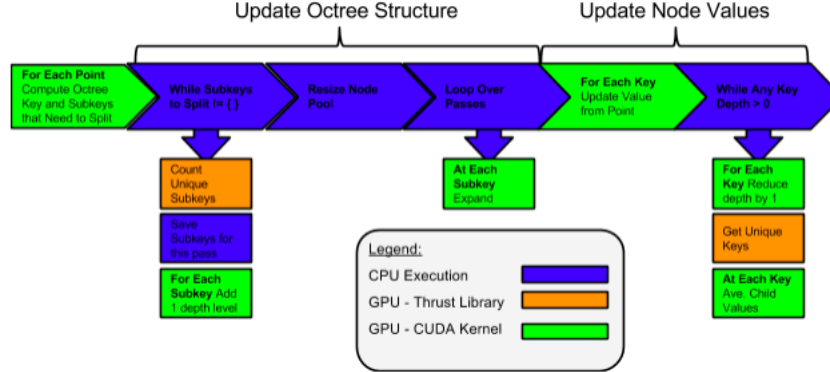 Update Octree Structure
Update Node Values
For Each Point
Compute Octree
Key and Subkeys
that Need to Split
While Subkeys
to Split != { }
Resize Node
Pool
Loop Over
Passes
For Each Key
Update Value
from Point
While Any Key
Depth > 0
Count
Unique
Subkeys
Save
Subkeys for
this pass
For Each
Subkey Add
1 depth level
At Each
Subkey
Expand
For Each
Key Reduce
depth by 1
Get Unique
Keys
At Each Key
Ave. Child
Values
Legend:
CPU Execution
GPU - Thrust Library
GPU - CUDA Kernel